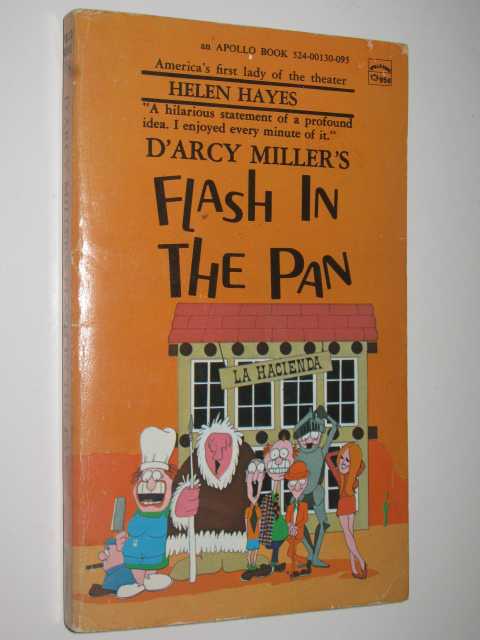 an APOLLO BOOK 524-00130-095
America's first lady of the theater
HELEN HAYES
"A hilarious statement of a profound
idea. I enjoyed every minute of it."
D'ARCY MILLER'S
FLASH IN
THE PAN
LA HACIENDA